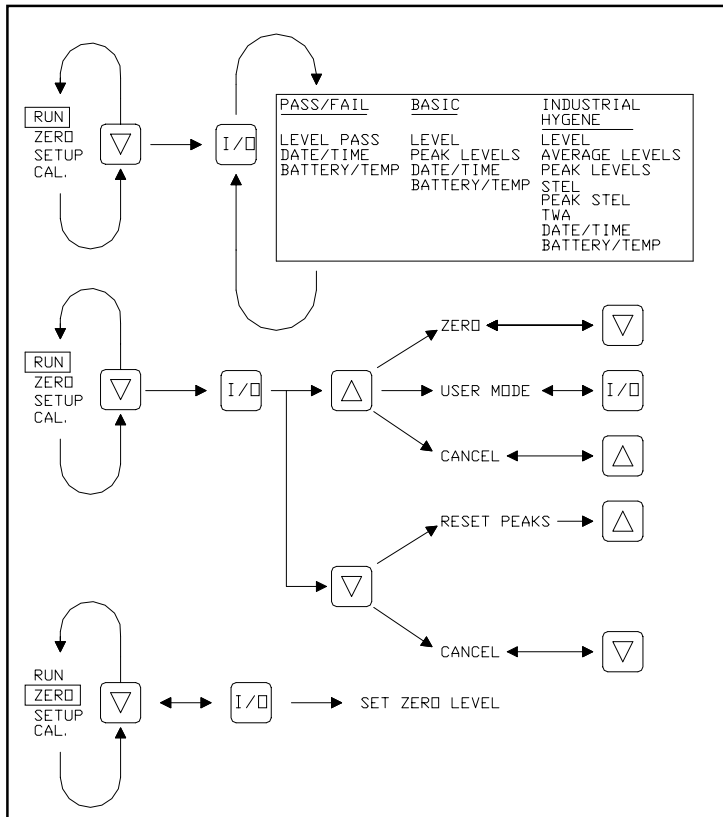 RUN
ZERO
SETUP
CAL.
I/O
PASS/FAIL
LEVEL PASS
DATE/TIME
BATTERY/TEMP
BASIC
LEVEL
PEAK LEVELS
DATE/TIME
BATTERY/TEMP
INDUSTRIAL
HYGENE
LEVEL
AVERAGE LEVELS
PEAK LEVELS
STEL
PEAK STEL
TWA
DATE/TIME
BATTERY/TEMP
RUN
ZERO
SETUP
CAL.
I/O
ZERO
USER MODE
I/O
CANCEL
RESET PEAKS
CANCEL
RUN
ZERO
SETUP
CAL.
I/O
SET ZERO LEVEL